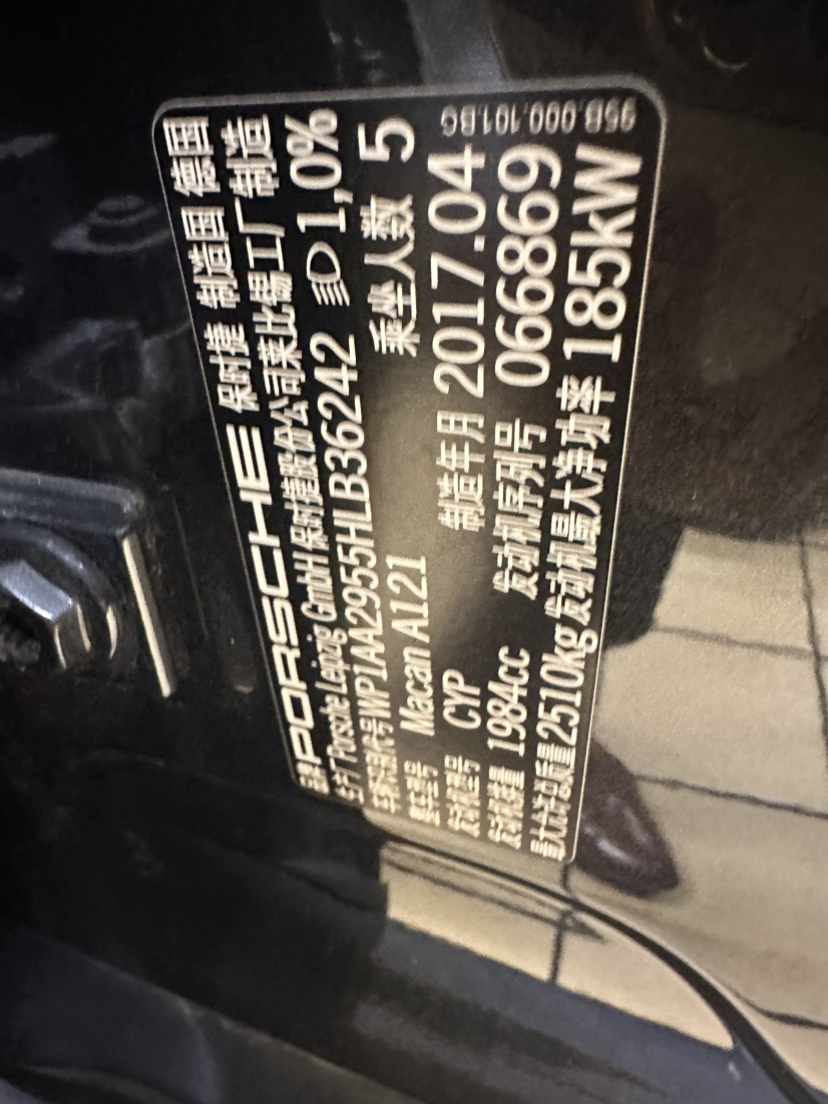 品牌 PORSCHE 保时捷 制造国 德国
生产厂 Porsche Leipzig GmbH 保时捷股份公司莱比锡工厂 制造
车辆识别代号 WP1AA2955HLB36242 1,0%
整车型号 Macan A121 乘坐人数 5
发动机型号 CYP 制造年月 2017.04
发动机排量 1984cc 发动机序列号 066869
最大允许总质量 2510kg 发动机最大净功率 185kW
95B.000.101.BC